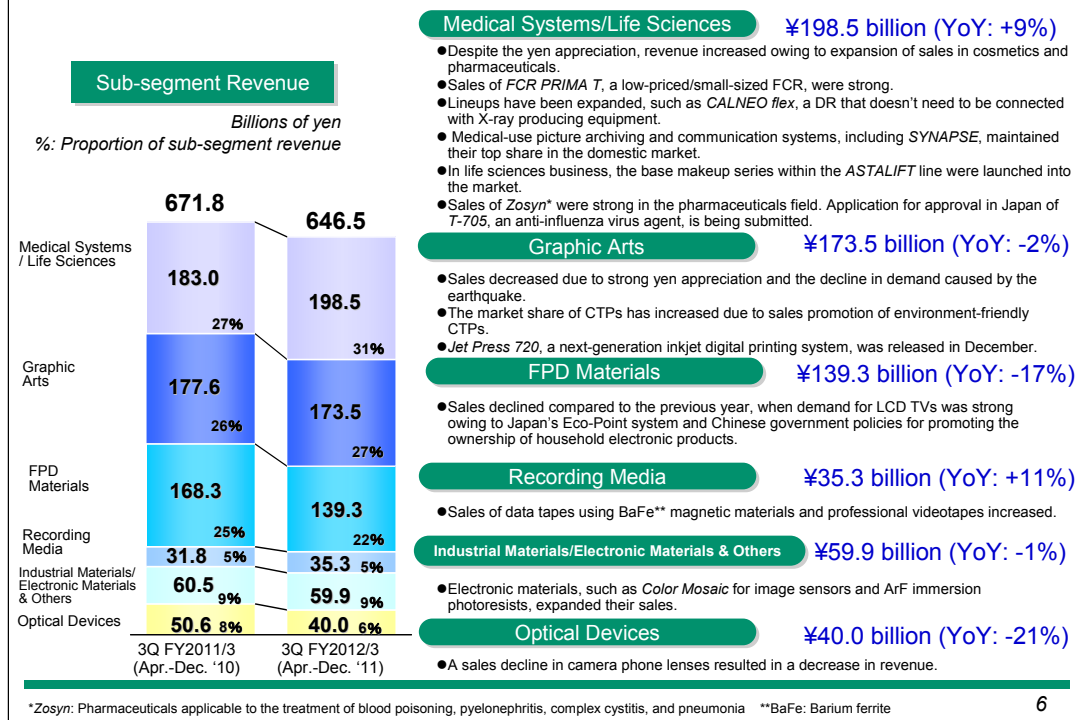 Sub-segment Revenue
Billions of yen
%: Proportion of sub-segment revenue
671.8
646.5
Medical Systems
/ Life Sciences
183.0
27%
198.5
31%
Graphic
Arts
177.6
26%
173.5
27%
FPD
Materials
168.3
25%
139.3
22%
Recording
Media
31.8 5%
35.3 5%
Industrial Materials/
Electronic Materials
& Others
60.5
9%
59.9 9%
Optical Devices
50.6 8%
40.0 6%
3Q FY2011/3
(Apr.-Dec. ‘10)
3Q FY2012/3
(Apr.-Dec. ‘11)
Medical Systems/Life Sciences
¥198.5 billion (YoY: +9%)
●Despite the yen appreciation, revenue increased owing to expansion of sales in cosmetics and
pharmaceuticals.
●Sales of FCR PRIMA T, a low-priced/small-sized FCR, were strong.
●Lineups have been expanded, such as CALNEO flex, a DR that doesn’t need to be connected
with X-ray producing equipment.
● Medical-use picture archiving and communication systems, including SYNAPSE, maintained
their top share in the domestic market.
●In life sciences business, the base makeup series within the ASTALIFT line were launched into
the market.
●Sales of Zosyn* were strong in the pharmaceuticals field. Application for approval in Japan of
T-705, an anti-influenza virus agent, is being submitted.
Graphic Arts
¥173.5 billion (YoY: -2%)
●Sales decreased due to strong yen appreciation and the decline in demand caused by the
earthquake.
●The market share of CTPs has increased due to sales promotion of environment-friendly
CTPs.
●Jet Press 720, a next-generation inkjet digital printing system, was released in December.
FPD Materials
¥139.3 billion (YoY: -17%)
●Sales declined compared to the previous year, when demand for LCD TVs was strong
owing to Japan’s Eco-Point system and Chinese government policies for promoting the
ownership of household electronic products.
Recording Media
¥35.3 billion (YoY: +11%)
●Sales of data tapes using BaFe** magnetic materials and professional videotapes increased.
Industrial Materials/Electronic Materials & Others
¥59.9 billion (YoY: -1%)
●Electronic materials, such as Color Mosaic for image sensors and ArF immersion
photoresists, expanded their sales.
Optical Devices
¥40.0 billion (YoY: -21%)
●A sales decline in camera phone lenses resulted in a decrease in revenue.
*Zosyn: Pharmaceuticals applicable to the treatment of blood poisoning, pyelonephritis, complex cystitis, and pneumonia **BaFe: Barium ferrite
6